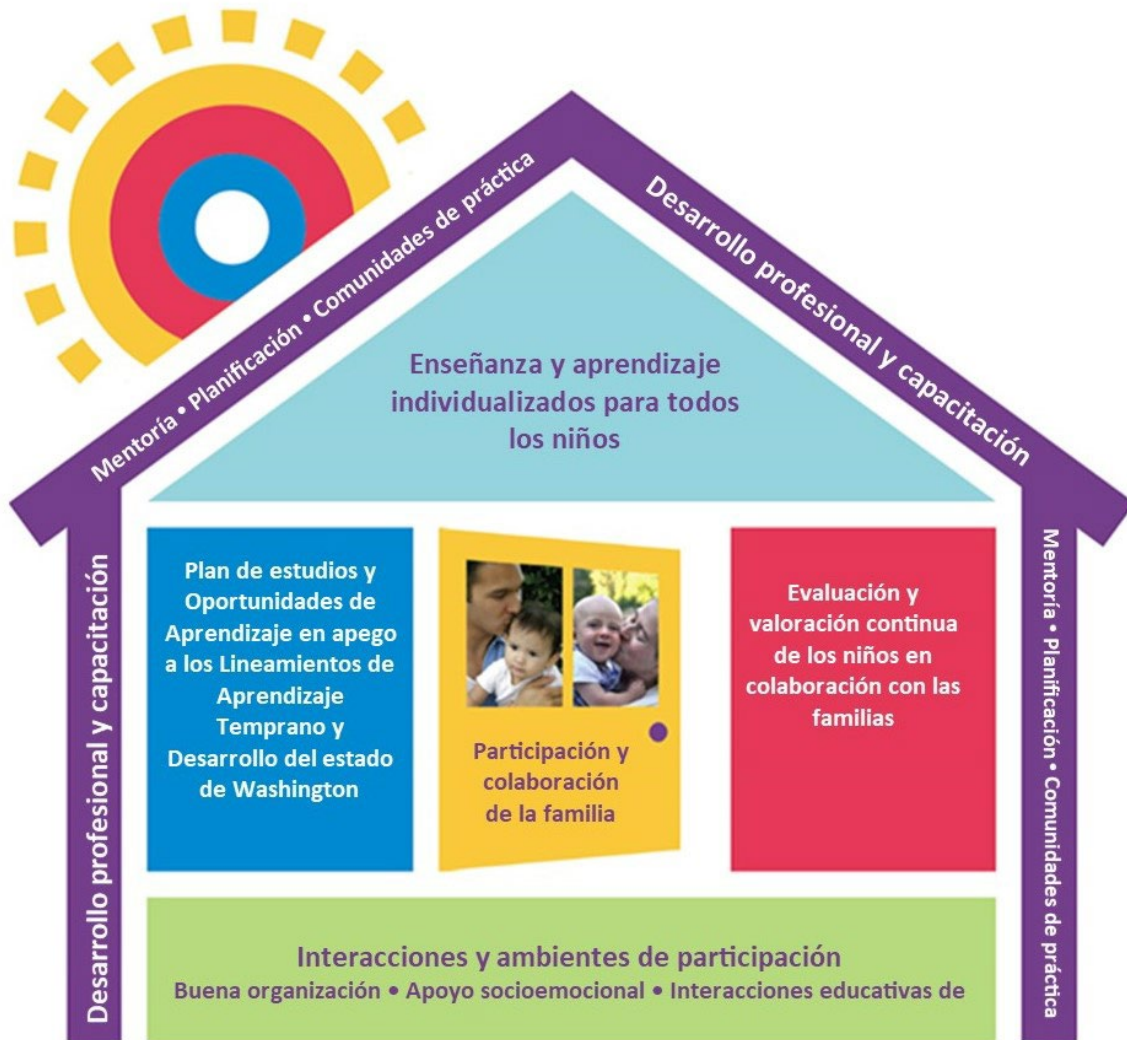 Mentoría • Planificación • Comunidades de práctica
Desarrollo profesional y capacitación
Enseñanza y aprendizaje
individualizados para todos
los niños
Desarrollo profesional y capacitación
Plan de estudios y
Oportunidades de
Aprendizaje en apego
a los Lineamientos de
Aprendizaje
Temprano y
Desarrollo del estado
de Washington
Participación y
colaboración
de la familia
Evaluación y
valoración continua
de los niños en
colaboración con las
familias
Mentoría • Planificación • Comunidades de práctica
Interacciones y ambientes de participación
Buena organización • Apoyo socioemocional • Interacciones educativas de